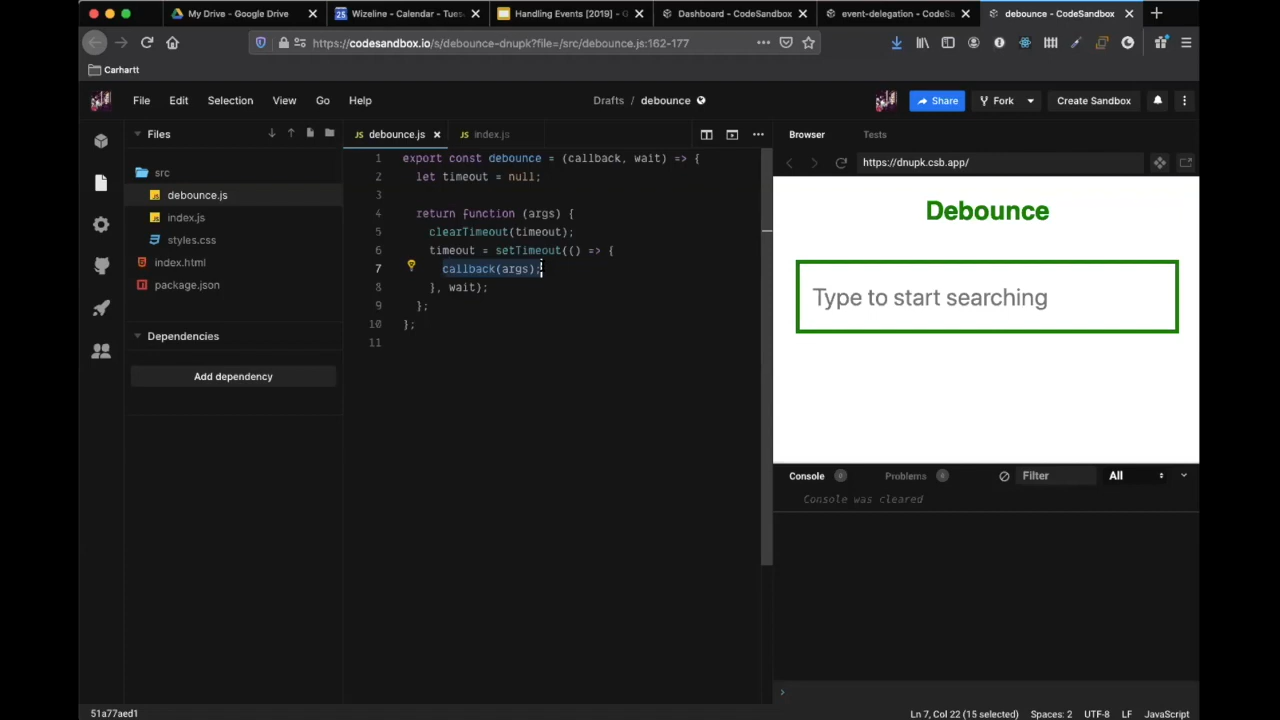 My Drive - Google Drive
Wizeline - Calendar - Tues
Handling Events [2019] - G
Dashboard - CodeSandbox
event-delegation - CodeSa
debounce - CodeSandbox
https://codesandbox.io/s/debounce-dnupk?file=/src/debounce.js:162-177
Carhartt
File Edit Selection View Go Help
Drafts / debounce
Share
Fork
Create Sandbox
Files
src
debounce.js
index.js
styles.css
index.html
package.json
Dependencies
Add dependency
JS debounce.js
JS index.js
1 export const debounce = (callback, wait) => {
2 let timeout = null;
3
4 return function (args) {
5 clearTimeout(timeout);
6 timeout = setTimeout(() => {
7 callback(args);
8 }, wait);
9 };
10 };
11
Browser Tests
https://dnupk.csb.app/
Debounce
Type to start searching
Console 0 Problems 0 Filter All
Console was cleared
51a77aed1
Ln 7, Col 22 (15 selected) Spaces: 2 UTF-8 LF JavaScript